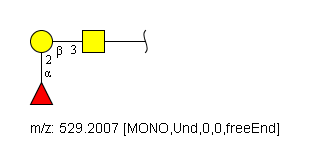 β 3
2
α
m/z: 529.2007 [MONO,Und,0,0,freeEnd]